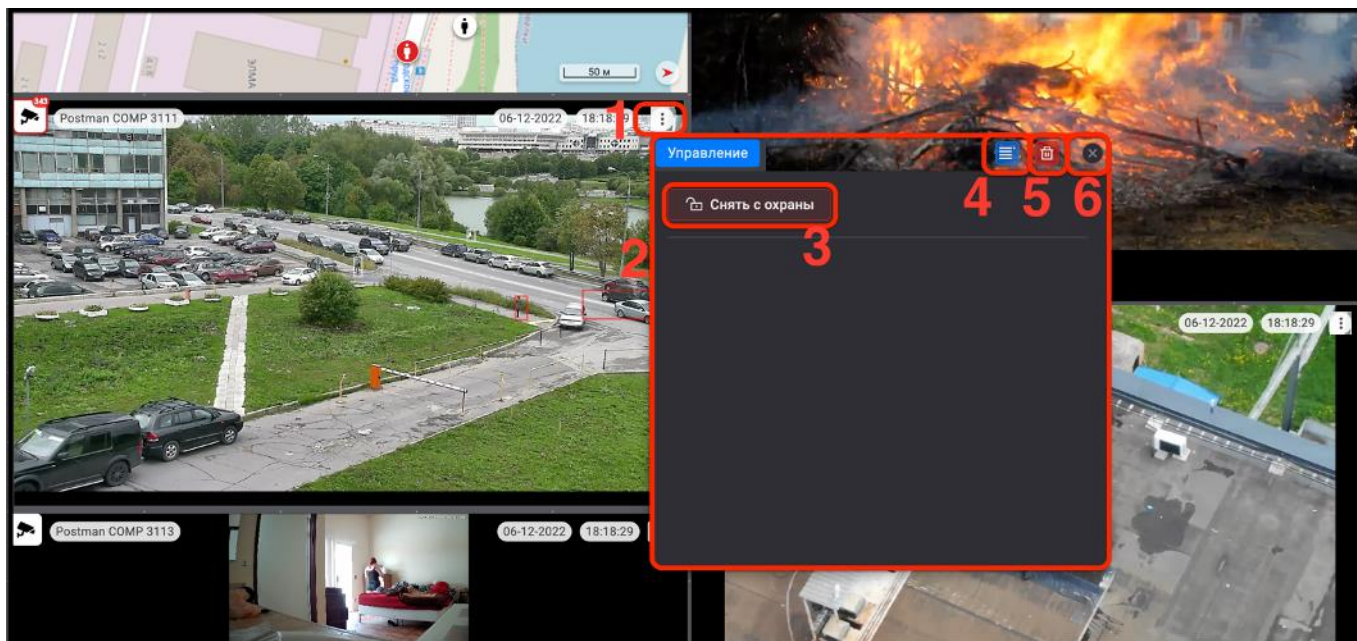 ЭЛМА
50 м
343
Postman COMP 3111
06-12-2022
18:18:29
1
Управление
4
5
6
Снять с охраны
3
2
06-12-2022
18:18:29
Postman COMP 3113
06-12-2022
18:18:29